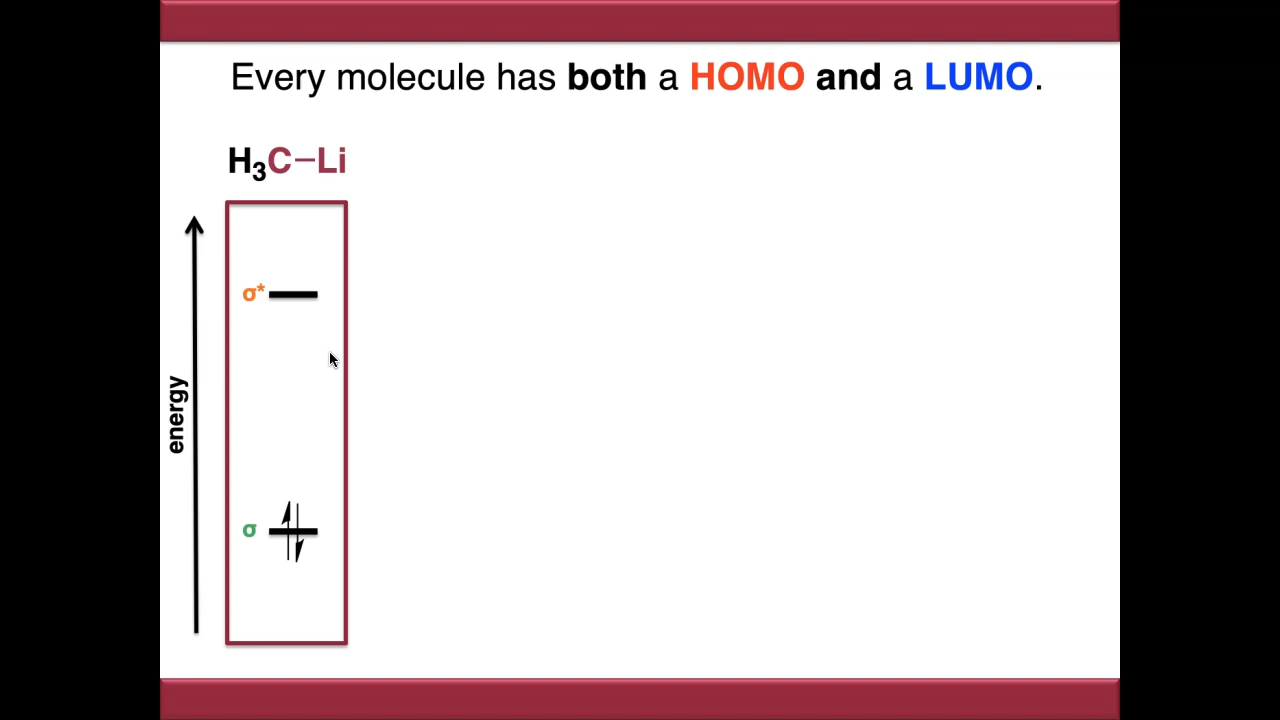 Every molecule has both a HOMO and a LUMO.
H₃C–Li
σ*
energy
σ